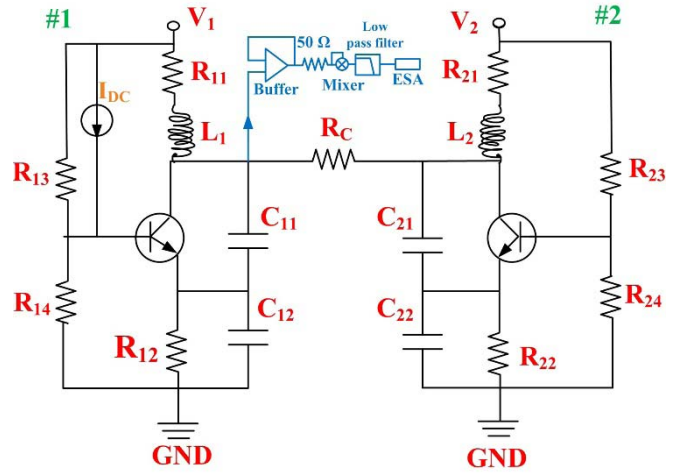 #1
V1
Low
V2
#2
50 Ω
pass filter
R11
R21
IDC
Buffer
Mixer
ESA
L1
RC
L2
R13
R23
C11
C21
R14
C12
C22
R24
R12
R22
GND
GND